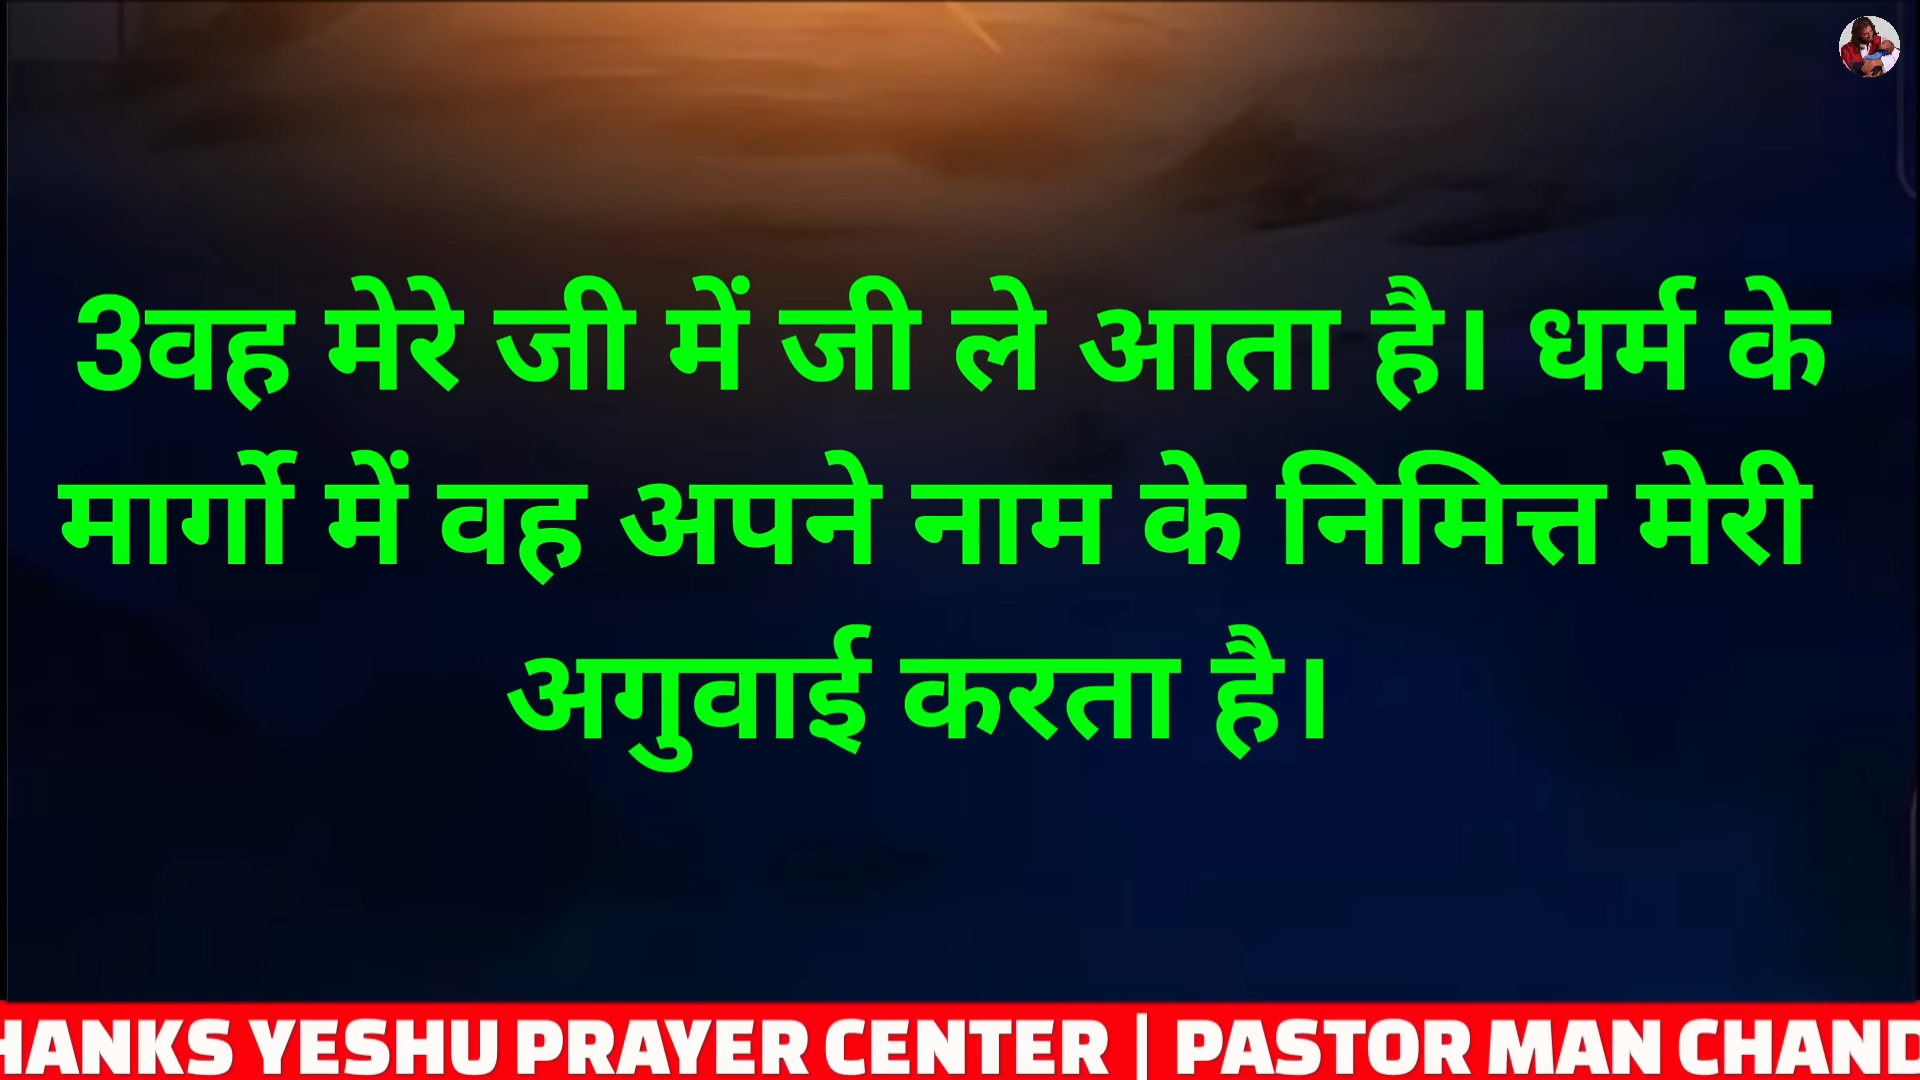 3वह मेरे जी में जी ले आता है। धर्म के
मार्गो में वह अपने नाम के निमित्त मेरी
अगुवाई करता है।
HANKS YESHU PRAYER CENTER | PASTOR MAN CHAND